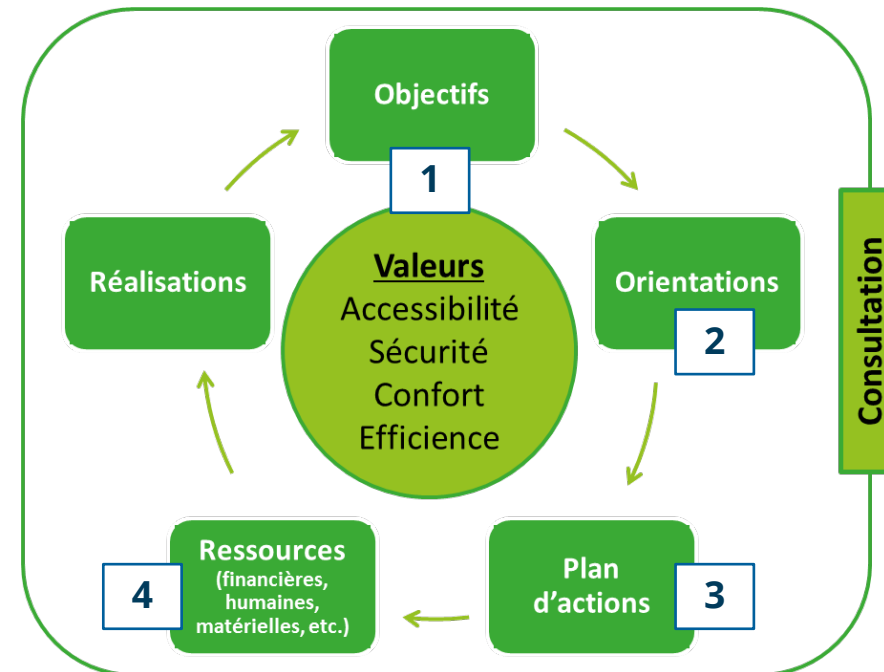 Objectifs
1
Valeurs
Accessibilité
Sécurité
Confort
Efficience
Réalisations
Orientations
2
Consultation
Ressources
(financières,
humaines,
matérielles, etc.)
4
Plan
d’actions
3